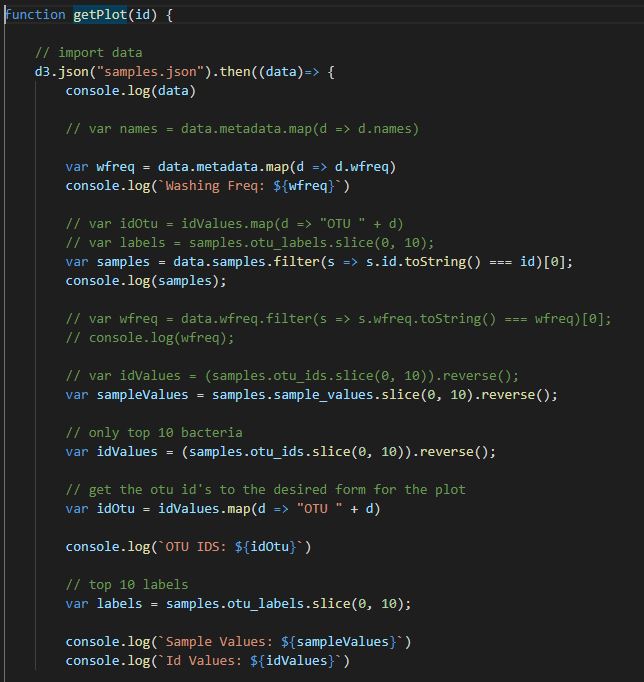 function getPlot(id) {
// import data
d3.json("samples.json").then((data)=> {
console.log(data)
// var names = data.metadata.map(d => d.names)
var wfreq = data.metadata.map(d => d.wfreq)
console.log(`Washing Freq: ${wfreq}`)
// var idOtu = idValues.map(d => "OTU " + d)
// var labels = samples.otu_labels.slice(0, 10);
var samples = data.samples.filter(s => s.id.toString() === id)[0];
console.log(samples);
// var wfreq = data.wfreq.filter(s => s.wfreq.toString() === wfreq)[0];
// console.log(wfreq);
// var idValues = (samples.otu_ids.slice(0, 10)).reverse();
var sampleValues = samples.sample_values.slice(0, 10).reverse();
// only top 10 bacteria
var idValues = (samples.otu_ids.slice(0, 10)).reverse();
// get the otu id's to the desired form for the plot
var idOtu = idValues.map(d => "OTU " + d)
console.log(`OTU IDS: ${idOtu}`)
// top 10 labels
var labels = samples.otu_labels.slice(0, 10);
console.log(`Sample Values: ${sampleValues}`)
console.log(`Id Values: ${idValues}`)